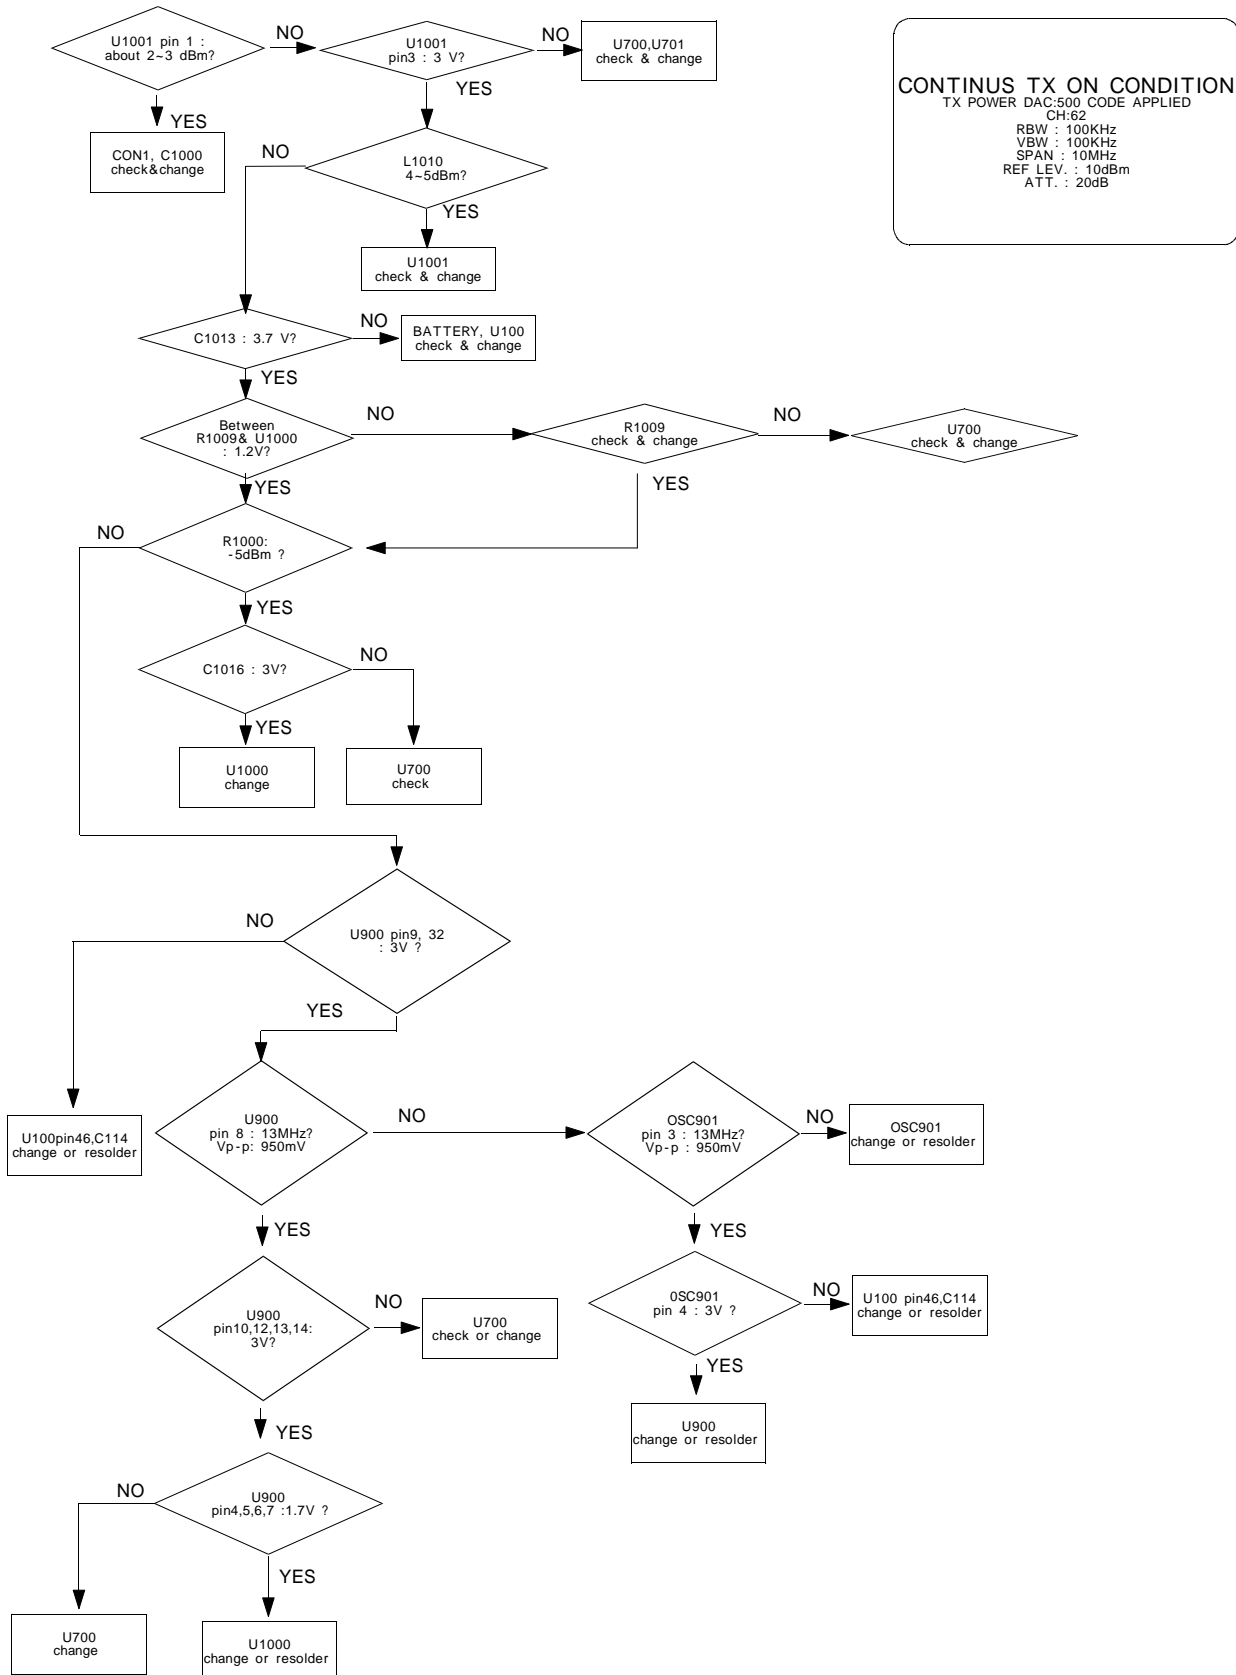 U1001 pin 1 :
about 2~3 dBm?
NO
U1001
pin3 : 3 V?
NO
U700,U701
check & change
YES
YES
CON1, C1000
check&change
NO
L1010
4~5dBm?
YES
U1001
check & change
CONTINUS TX ON CONDITION
TX POWER DAC:500 CODE APPLIED
CH:62
RBW : 100KHz
VBW : 100KHz
SPAN : 10MHz
REF LEV. : 10dBm
ATT. : 20dB
C1013 : 3.7 V?
NO
BATTERY, U100
check & change
YES
Between
R1009& U1000
: 1.2V?
NO
R1009
check & change
NO
U700
check & change
YES
YES
NO
R1000:
-5dBm ?
YES
C1016 : 3V?
NO
YES
U1000
change
U700
check
NO
U900 pin9, 32
: 3V ?
YES
U100pin46,C114
change or resolder
U900
pin 8 : 13MHz?
Vp-p: 950mV
NO
OSC901
pin 3 : 13MHz?
Vp-p : 950mV
NO
OSC901
change or resolder
YES
YES
U900
pin10,12,13,14:
3V?
NO
U700
check or change
0SC901
pin 4 : 3V ?
NO
U100 pin46,C114
change or resolder
YES
YES
U900
change or resolder
NO
U900
pin4,5,6,7 :1.7V ?
YES
U700
change
U1000
change or resolder